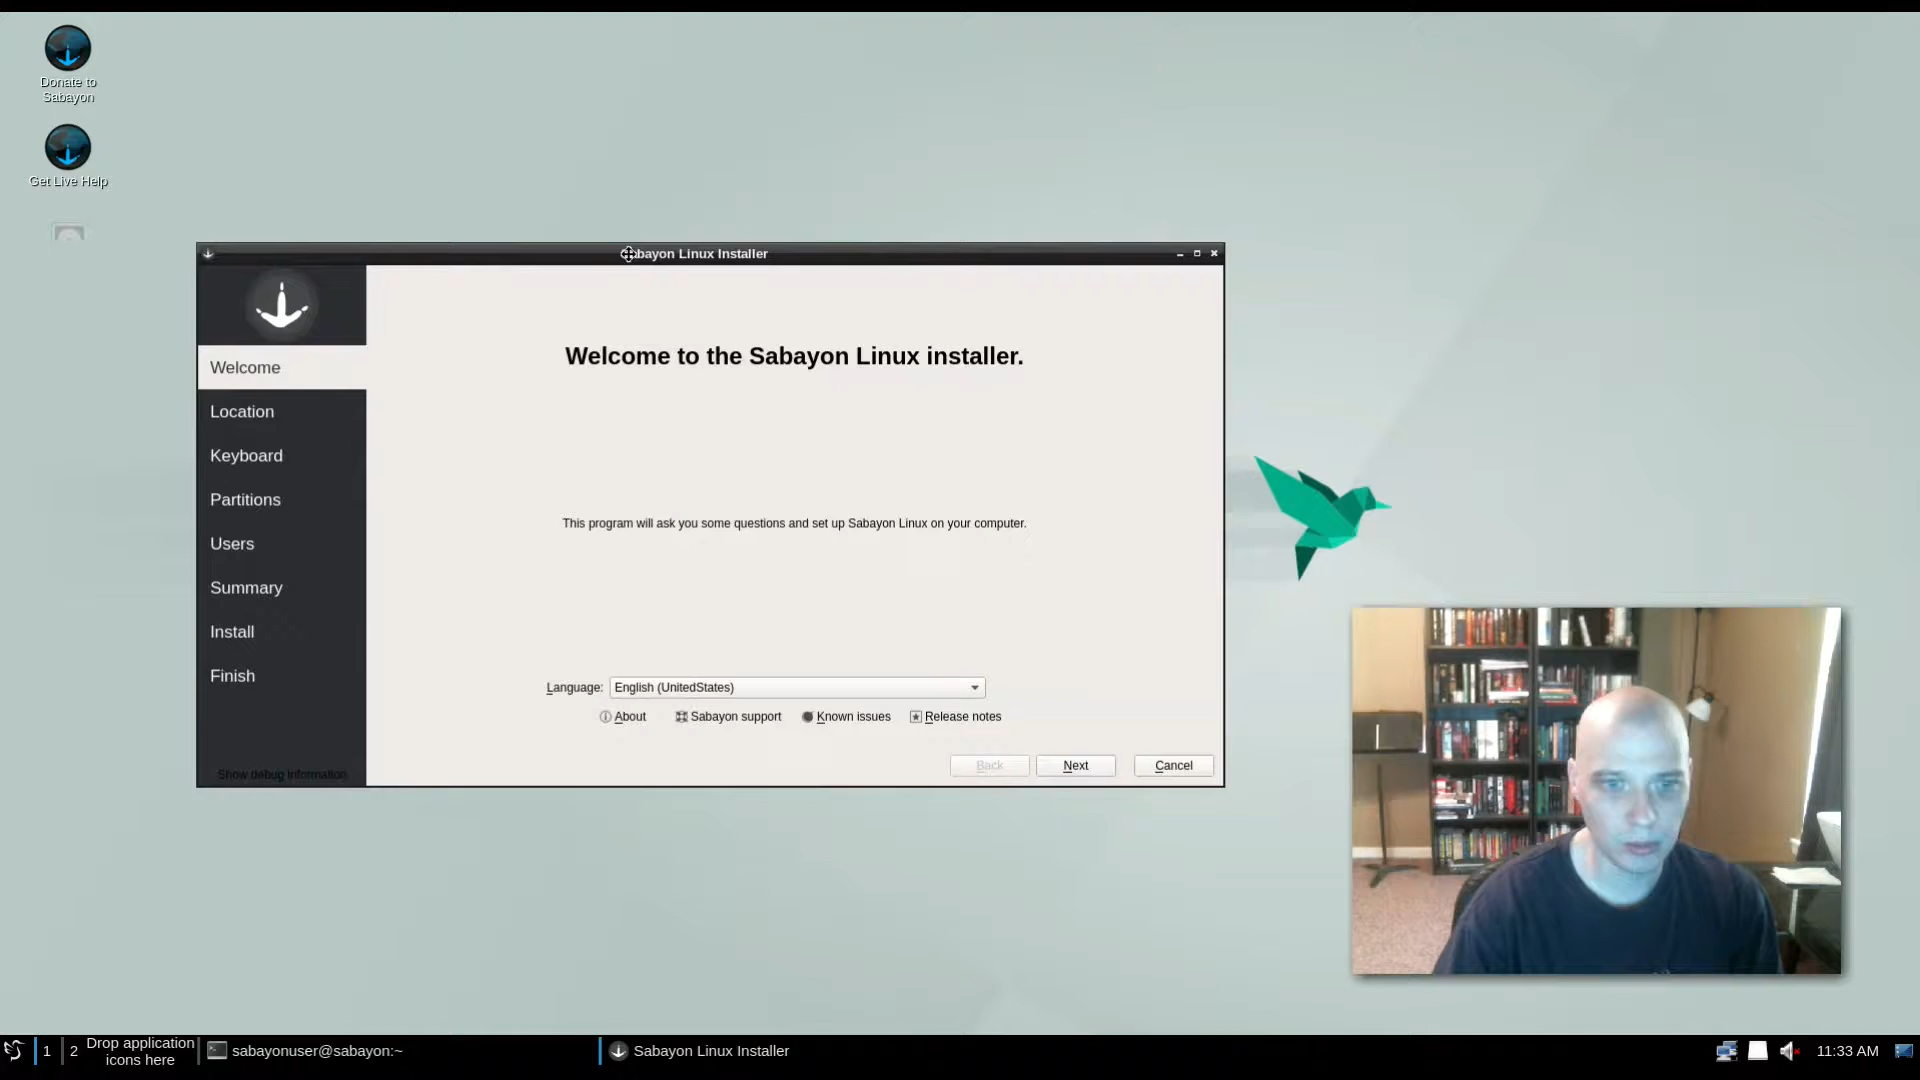 Donate to
Sabayon
Get Live Help
Linux Installer
Welcome
Location
Keyboard
Partitions
Users
Summary
Install
Finish
Show debug information
Welcome to the Sabayon Linux installer.
This program will ask you some questions and set up Sabayon Linux on your computer.
Language: English (UnitedStates)
About Sabayon support Known issues Release notes
Back Next Cancel
1 2 Drop application
icons here
sabayonuser@sabayon:~
Sabayon Linux Installer
11:33 AM